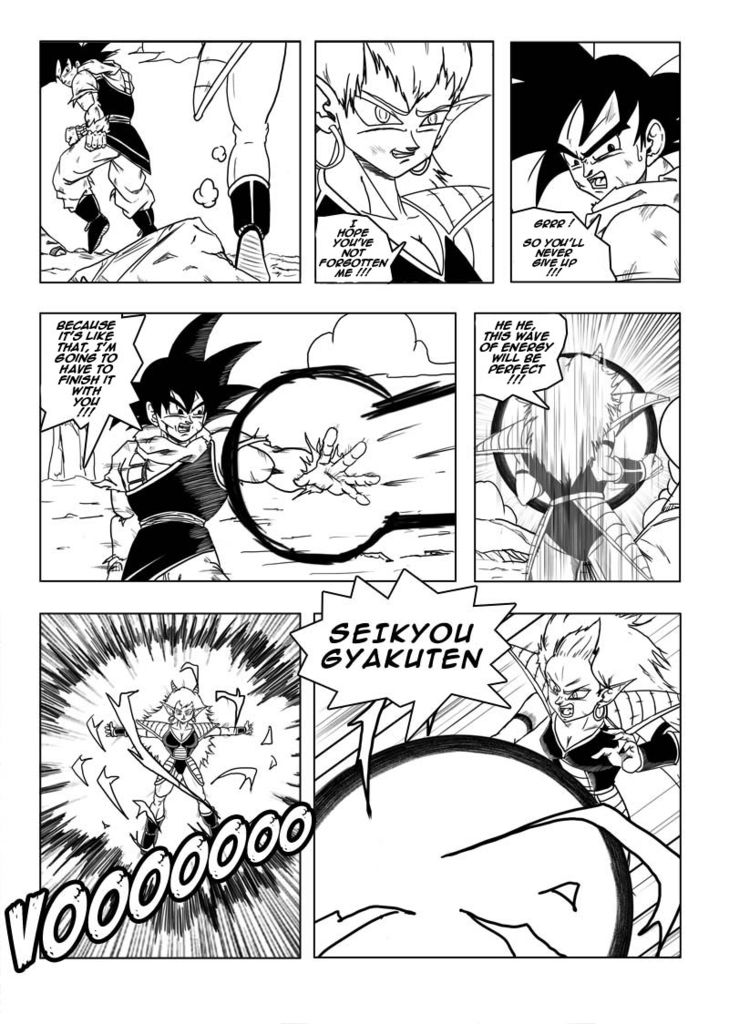 I
HOPE
YOU'VE
NOT
FORGOTTEN
ME !!!
GRRR !
SO YOU'LL
NEVER
GIVE UP
!!!
BECAUSE
IT'S LIKE
THAT, I'M
GOING TO
HAVE TO
FINISH IT
WITH
YOU
!!!
HE HE,
THIS WAVE
OF ENERGY
WILL BE
PERFECT
!!!
VOOOOOOOO
SEIKYOU
GYAKUTEN